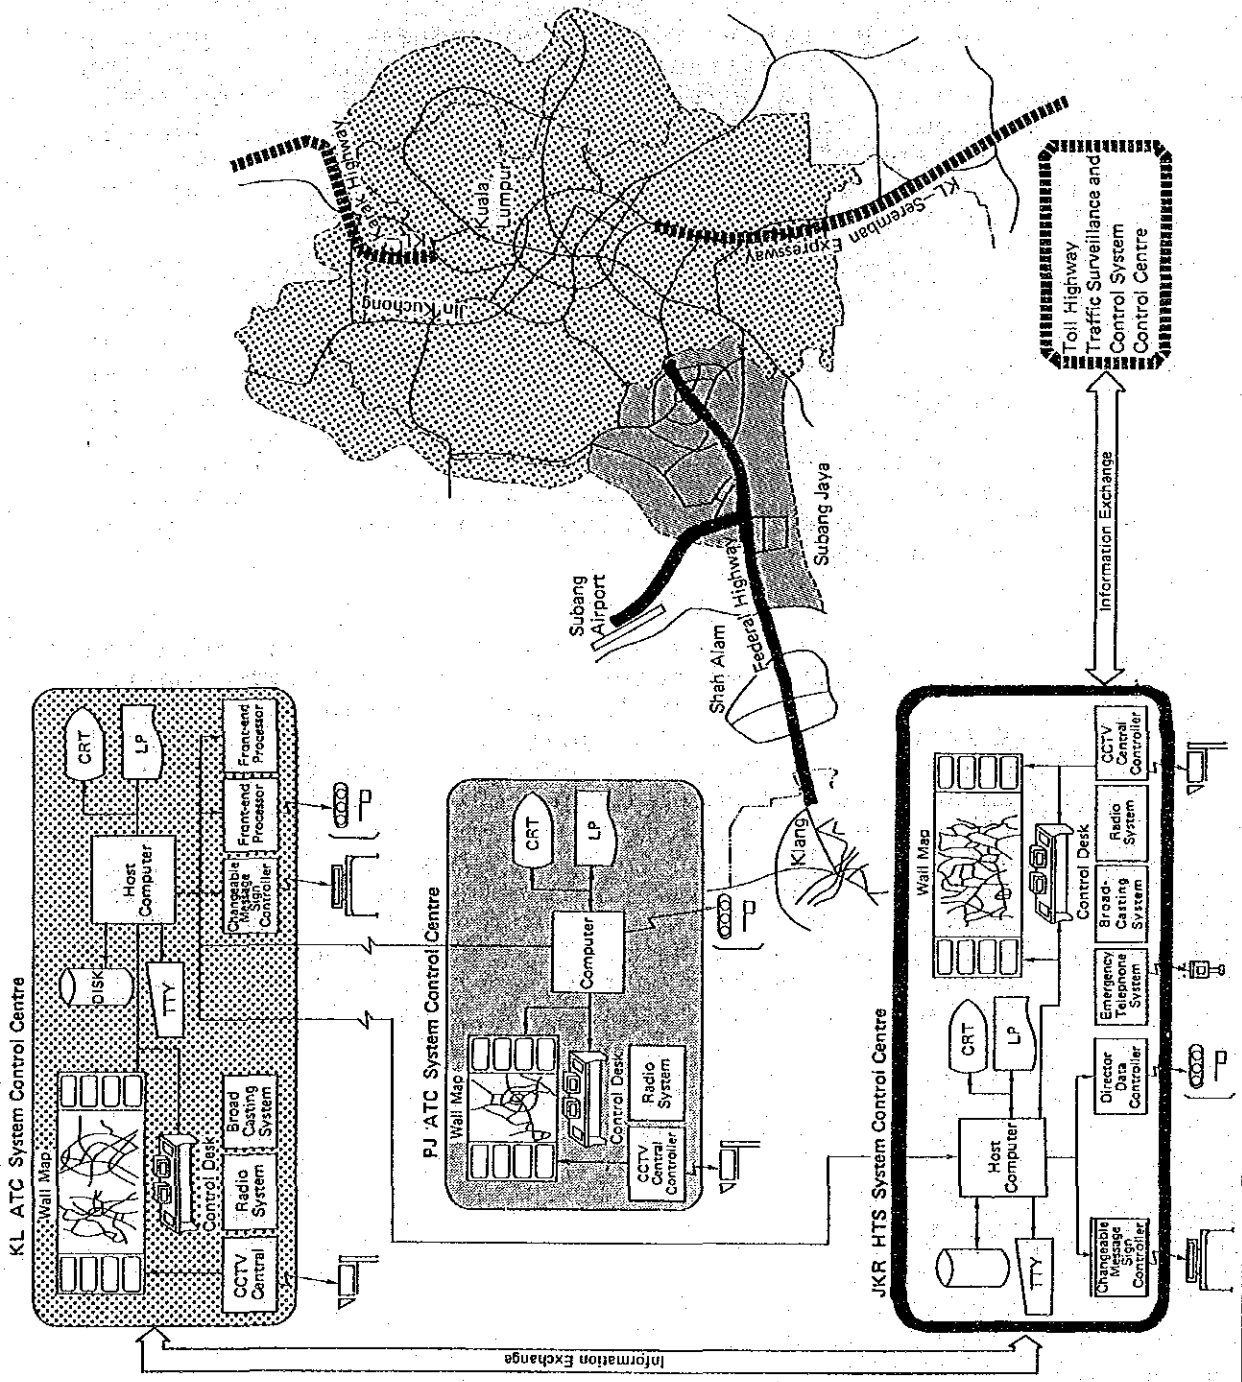 KL ATC System Control Centre
Wall Map
Control Desk
CCTV
Central
Radio
System
Broad
Casting
System
DISK
TTY
Host
Computer
CRT
LP
Changeable
Message
Sign
Controller
Front-end
Processor
Front-end
Processor
PJ ATC System Control Centre
Wall Map
Control Desk
CCTV
Central
Controller
Radio
System
Computer
CRT
LP
JKR HTS System Control Centre
Host
Computer
TTY
CRT
LP
Wall Map
Control Desk
Changeable
Message
Sign
Controller
Director
Data
Controller
Emergency
Telephone
System
Broad-
Casting
System
Radio
System
CCTV
Central
Controller
Information Exchange
Information Exchange
Toll Highway
Traffic Surveillance and
Control System
Control Centre
Klang
Shah Alam
Federal Highway
Subang
Airport
Subang Jaya
Jln Kuchong
Kuala
Lumpur
Highway
KL-Seremban Expressway